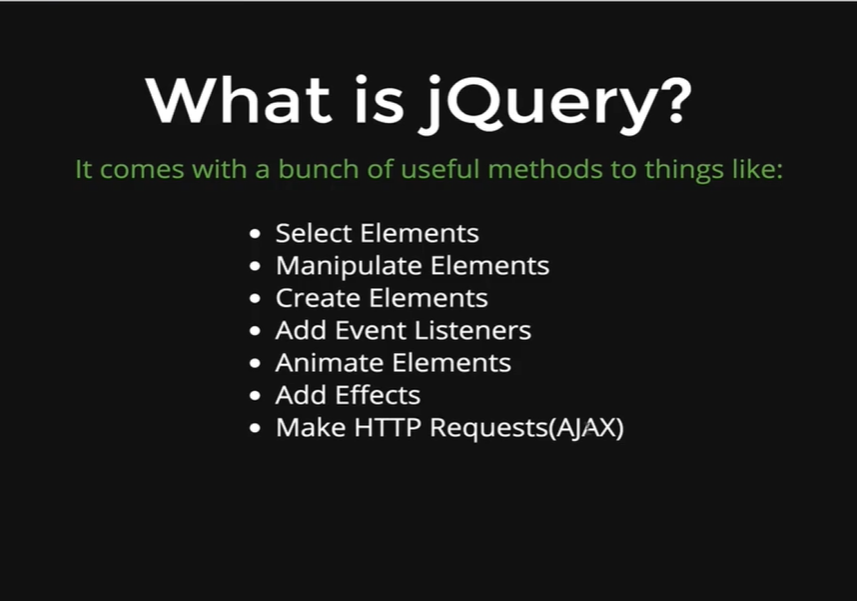 What is jQuery?
It comes with a bunch of useful methods to things like:
• Select Elements
• Manipulate Elements
• Create Elements
• Add Event Listeners
• Animate Elements
• Add Effects
• Make HTTP Requests(AJAX)